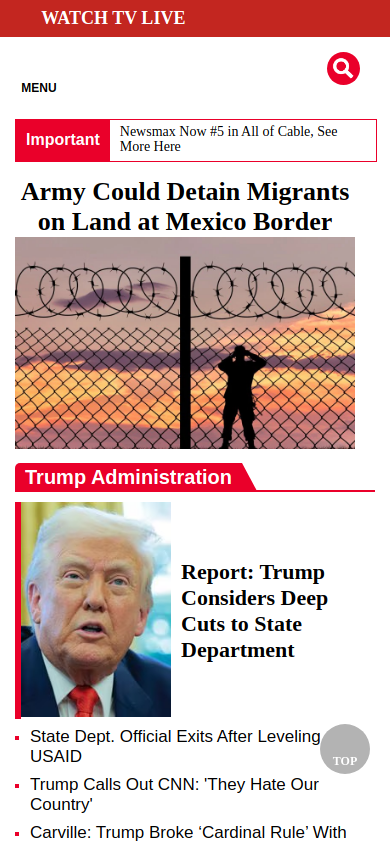 WATCH TV LIVE
MENU
Important
Newsmax Now #5 in All of Cable, See
More Here
Army Could Detain Migrants
on Land at Mexico Border
Trump Administration
Report: Trump
Considers Deep
Cuts to State
Department
State Dept. Official Exits After Leveling
USAID
TOP
Trump Calls Out CNN: 'They Hate Our
Country'
Carville: Trump Broke ‘Cardinal Rule’ With